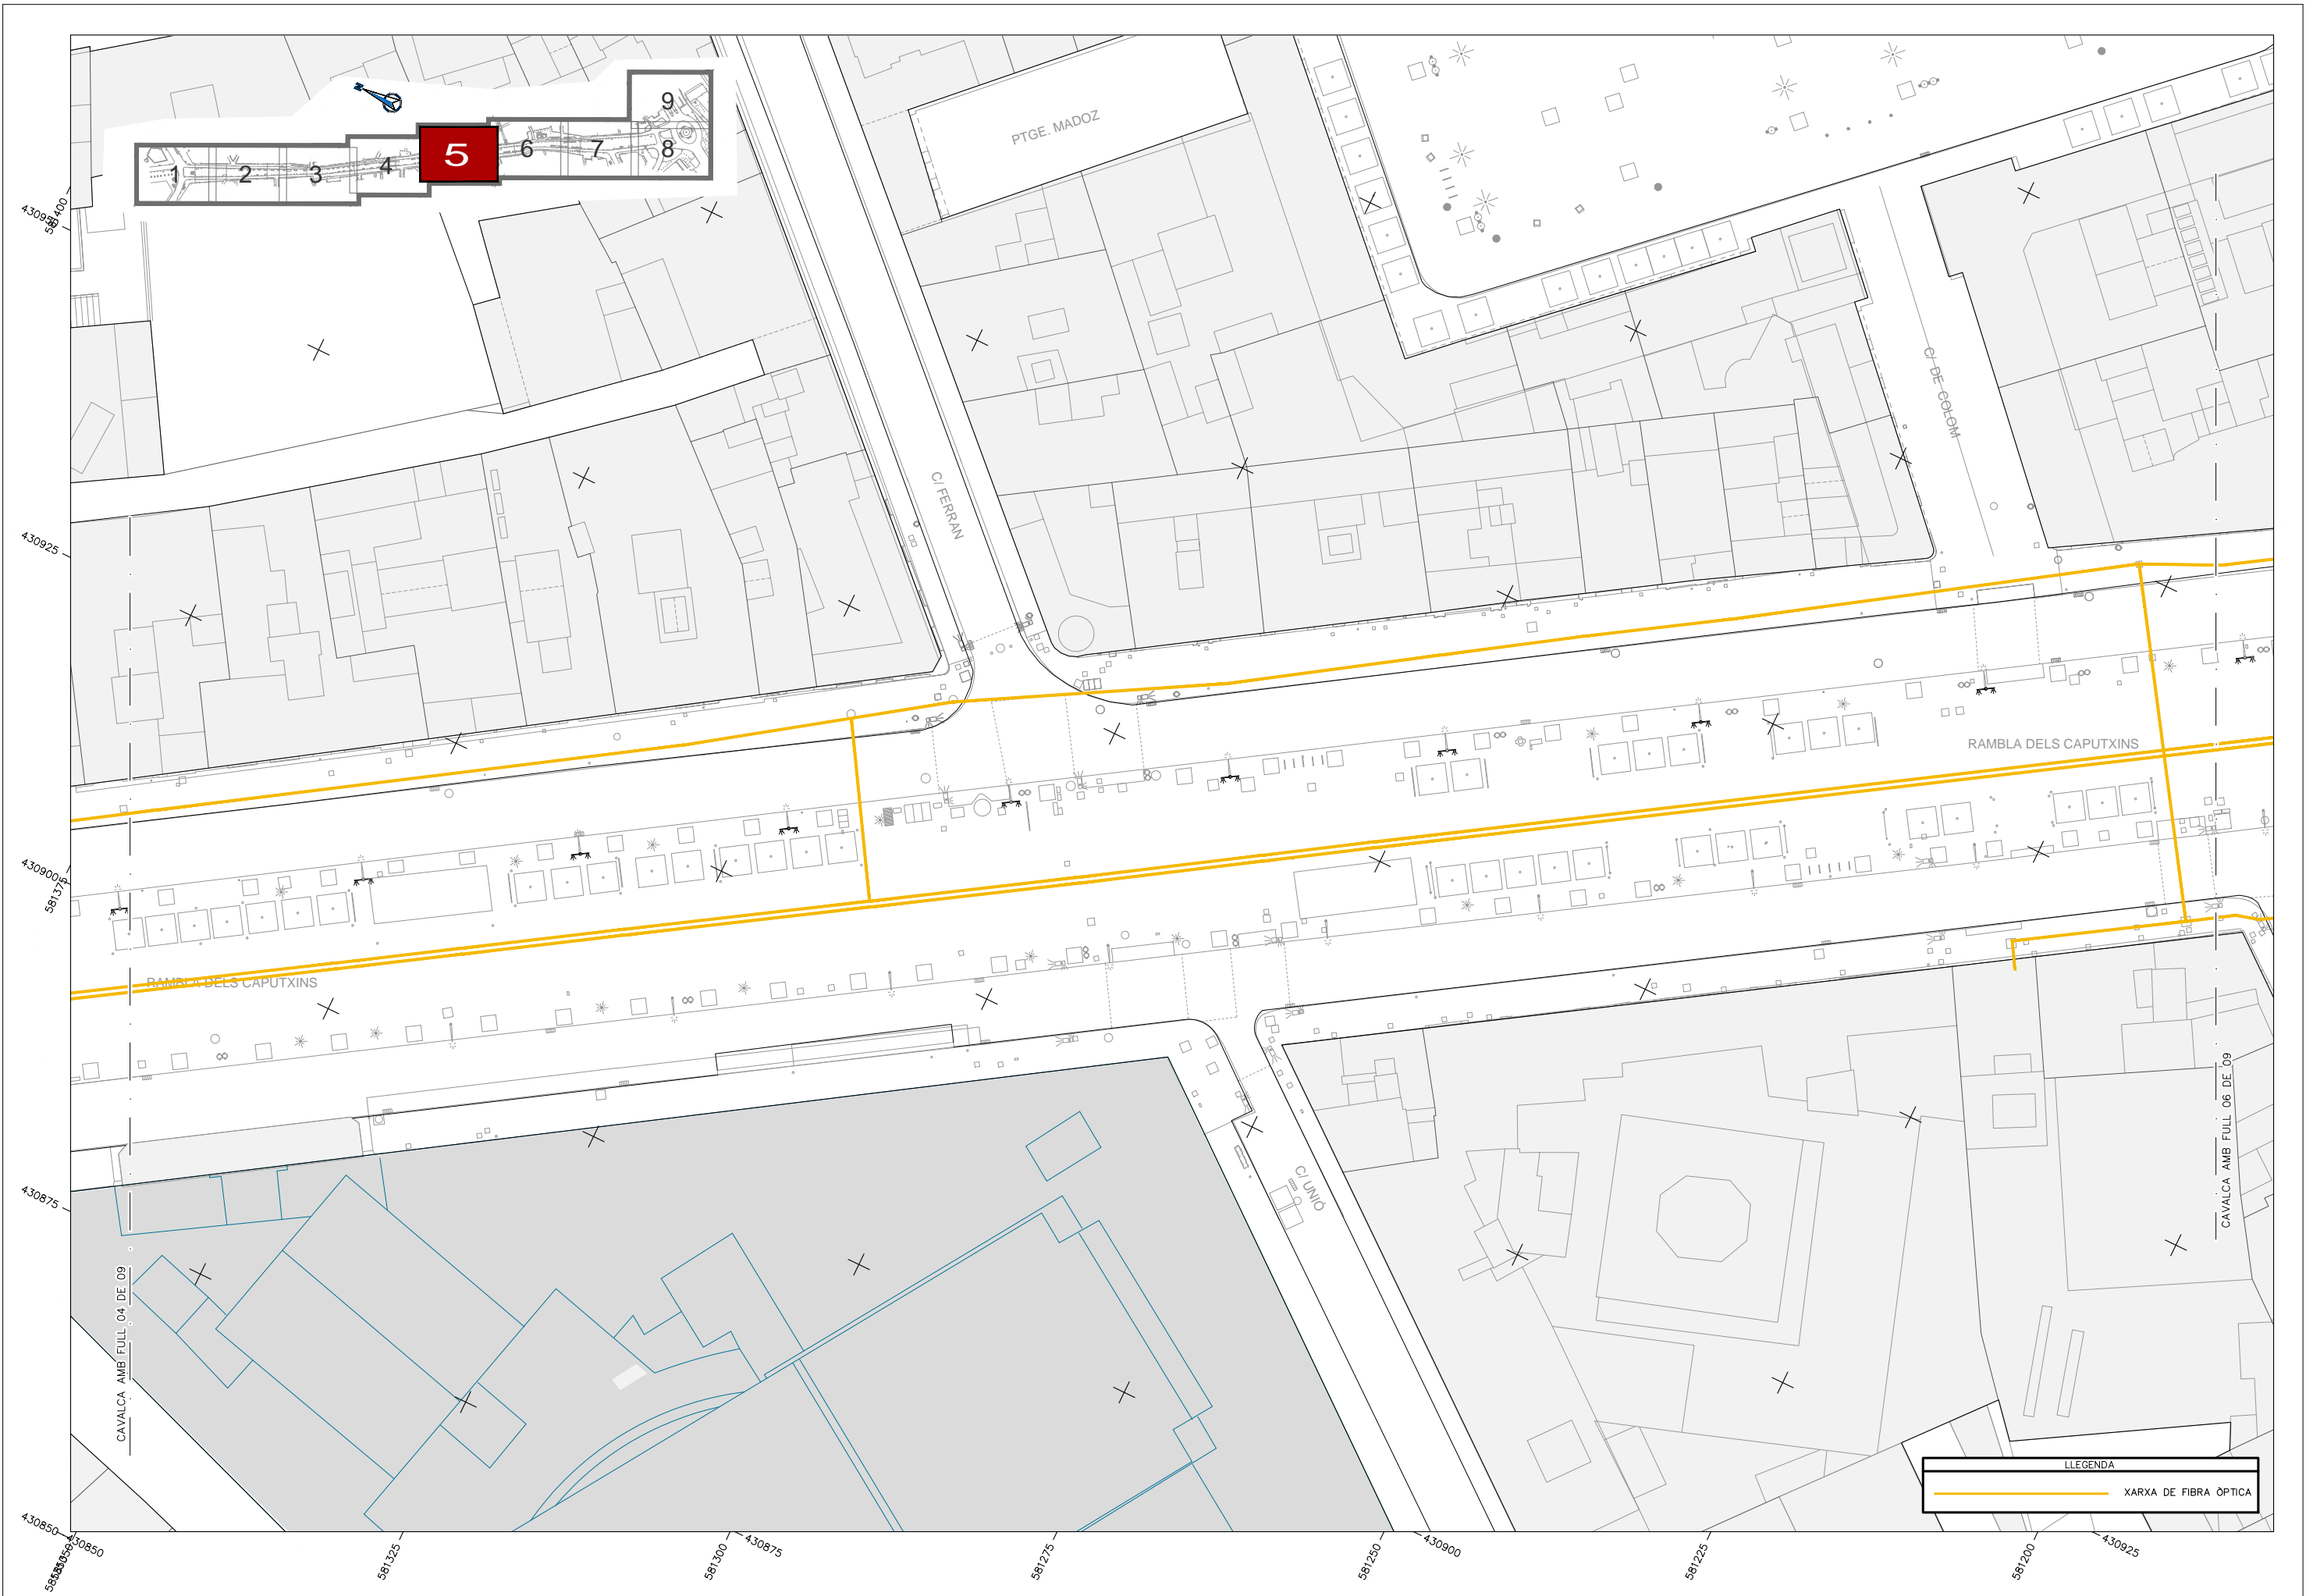 9
5
6
7
8
4
1
2
3
PTGE. MADOZ
C/ DE COLOM
C/ FERRAN
RAMBLA DELS CAPUTXINS
RAMBLA DELS CAPUTXINS
C/ UNIÓ
CAVALCA AMB FULL 04 DE 09
CAVALCA AMB FULL 06 DE 09
LLEGENDA
XARXA DE FIBRA ÒPTICA
430925
430900
581375
430875
430850
430850
581325
581300
430875
581275
581250
430900
581225
581200
430925